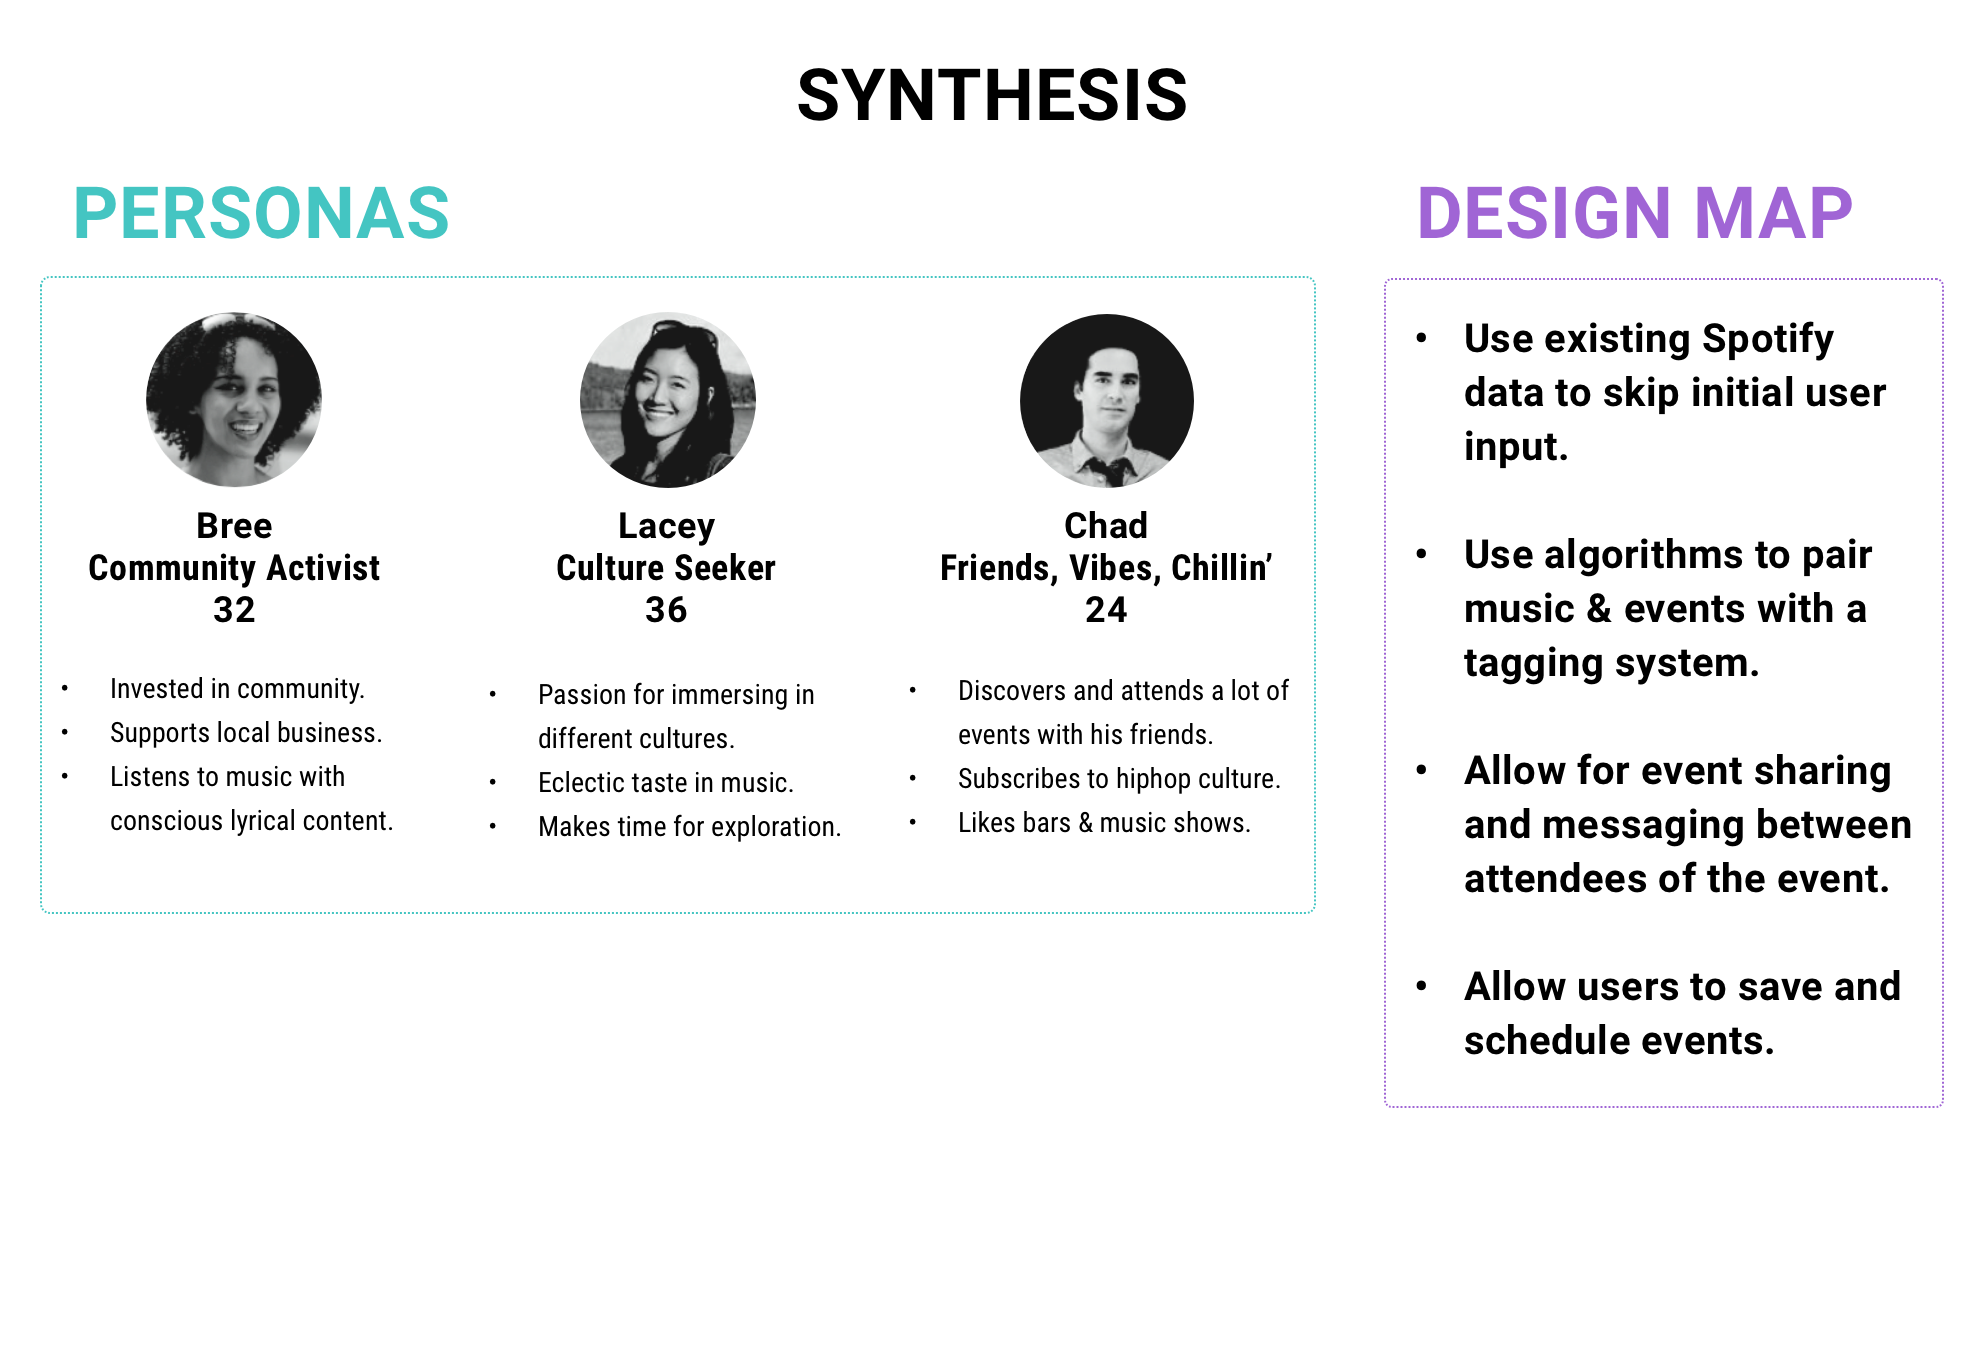 SYNTHESIS
PERSONAS
Bree
Community Activist
32
• Invested in community.
• Supports local business.
• Listens to music with
conscious lyrical content.
Lacey
Culture Seeker
36
• Passion for immersing in
different cultures.
• Eclectic taste in music.
• Makes time for exploration.
Chad
Friends, Vibes, Chillin’
24
• Discovers and attends a lot of
events with his friends.
• Subscribes to hiphop culture.
• Likes bars & music shows.
DESIGN MAP
• Use existing Spotify
data to skip initial user
input.
• Use algorithms to pair
music & events with a
tagging system.
• Allow for event sharing
and messaging between
attendees of the event.
• Allow users to save and
schedule events.